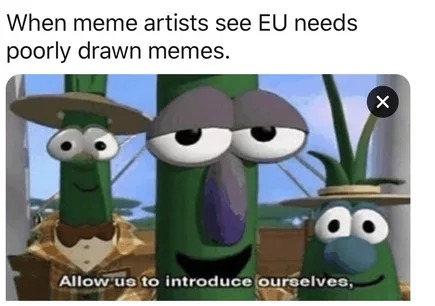 When meme artists see EU needs
poorly drawn memes.
Allow us to introduce ourselves,